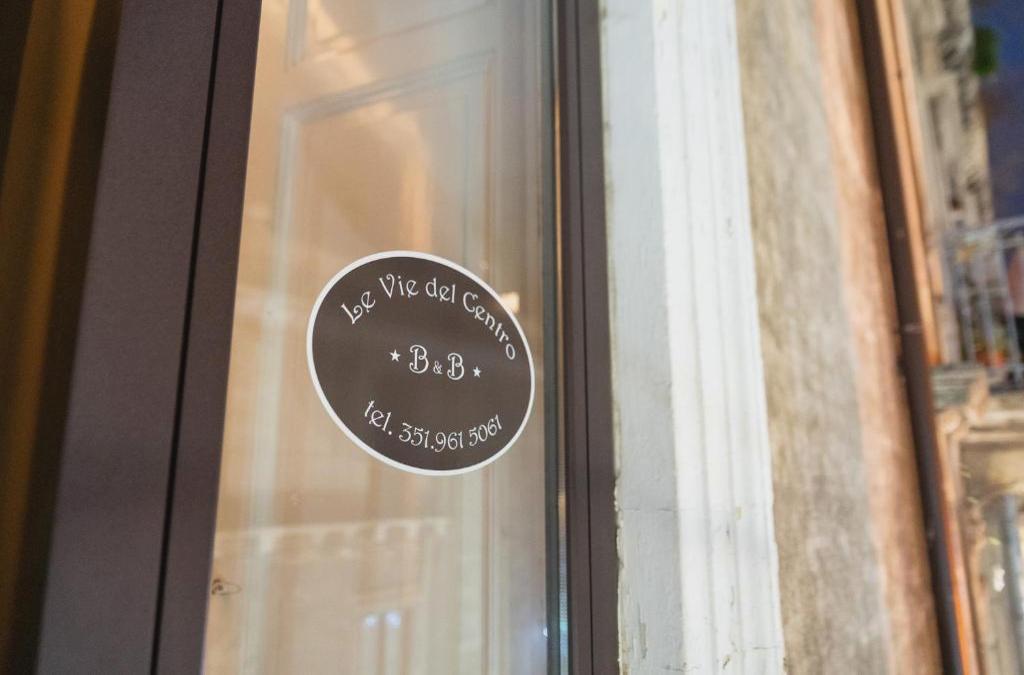 Le Vie del Centro
★ B & B ★
tel. 351.961 5061